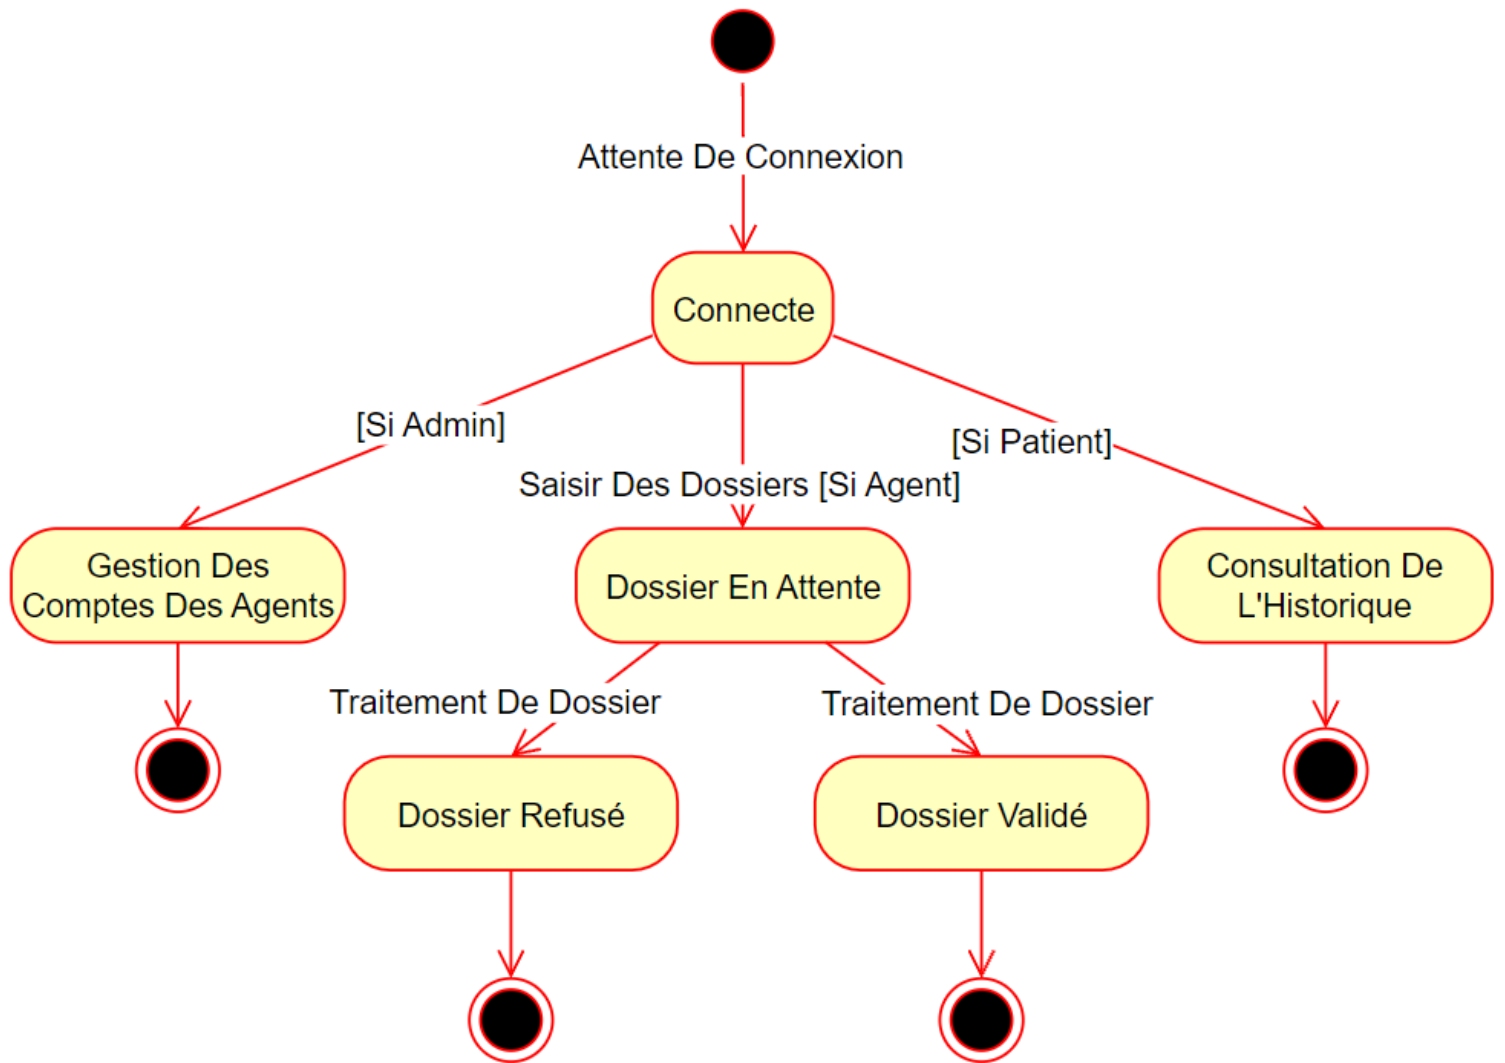 Attente De Connexion
Connecte
[Si Admin]
[Si Patient]
Saisir Des Dossiers [Si Agent]
Gestion Des
Comptes Des Agents
Dossier En Attente
Consultation De
L'Historique
Traitement De Dossier
Traitement De Dossier
Dossier Refusé
Dossier Validé